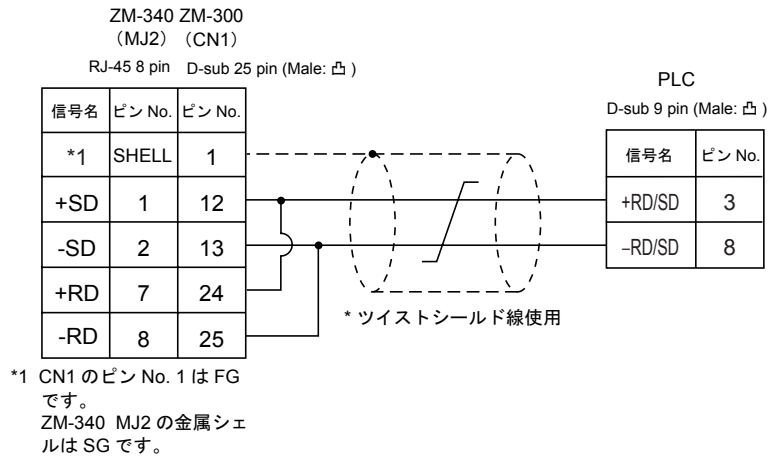 ZM-340 ZM-300
（MJ2）（CN1）
RJ-45 8 pin D-sub 25 pin (Male: 凸 )
信号名 ピン No. ピン No.
*1 SHELL 1
+SD 1 12
-SD 2 13
+RD 7 24
-RD 8 25
PLC
D-sub 9 pin (Male: 凸 )
信号名 ピン No.
+RD/SD 3
−RD/SD 8
* ツイストシールド線使用
*1 CN1 のピン No. 1 は FG
です。
ZM-340 MJ2 の金属シェ
ルは SG です。